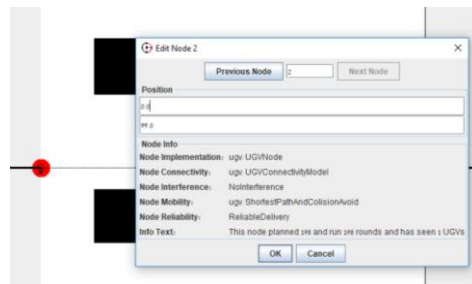 Edit Node 2
Previous Node 2 Next Node
Position
Node Info
Node Implementation: ugv UGVNode
Node Connectivity: ugv UGVConnectivityModel
Node Interference: NoInterference
Node Mobility: ugv ShortestPathAndColisionAvoid
Node Reliability: ReliableDelivery
Info Text: This node planned and run rounds and has seen UGVs
OK Cancel